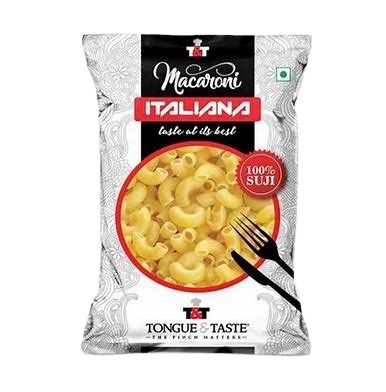 T&T
Macaroni
ITALIANA
taste at its best
100%
SUJI
T&T
TONGUE & TASTE®
THE PINCH MATTERS